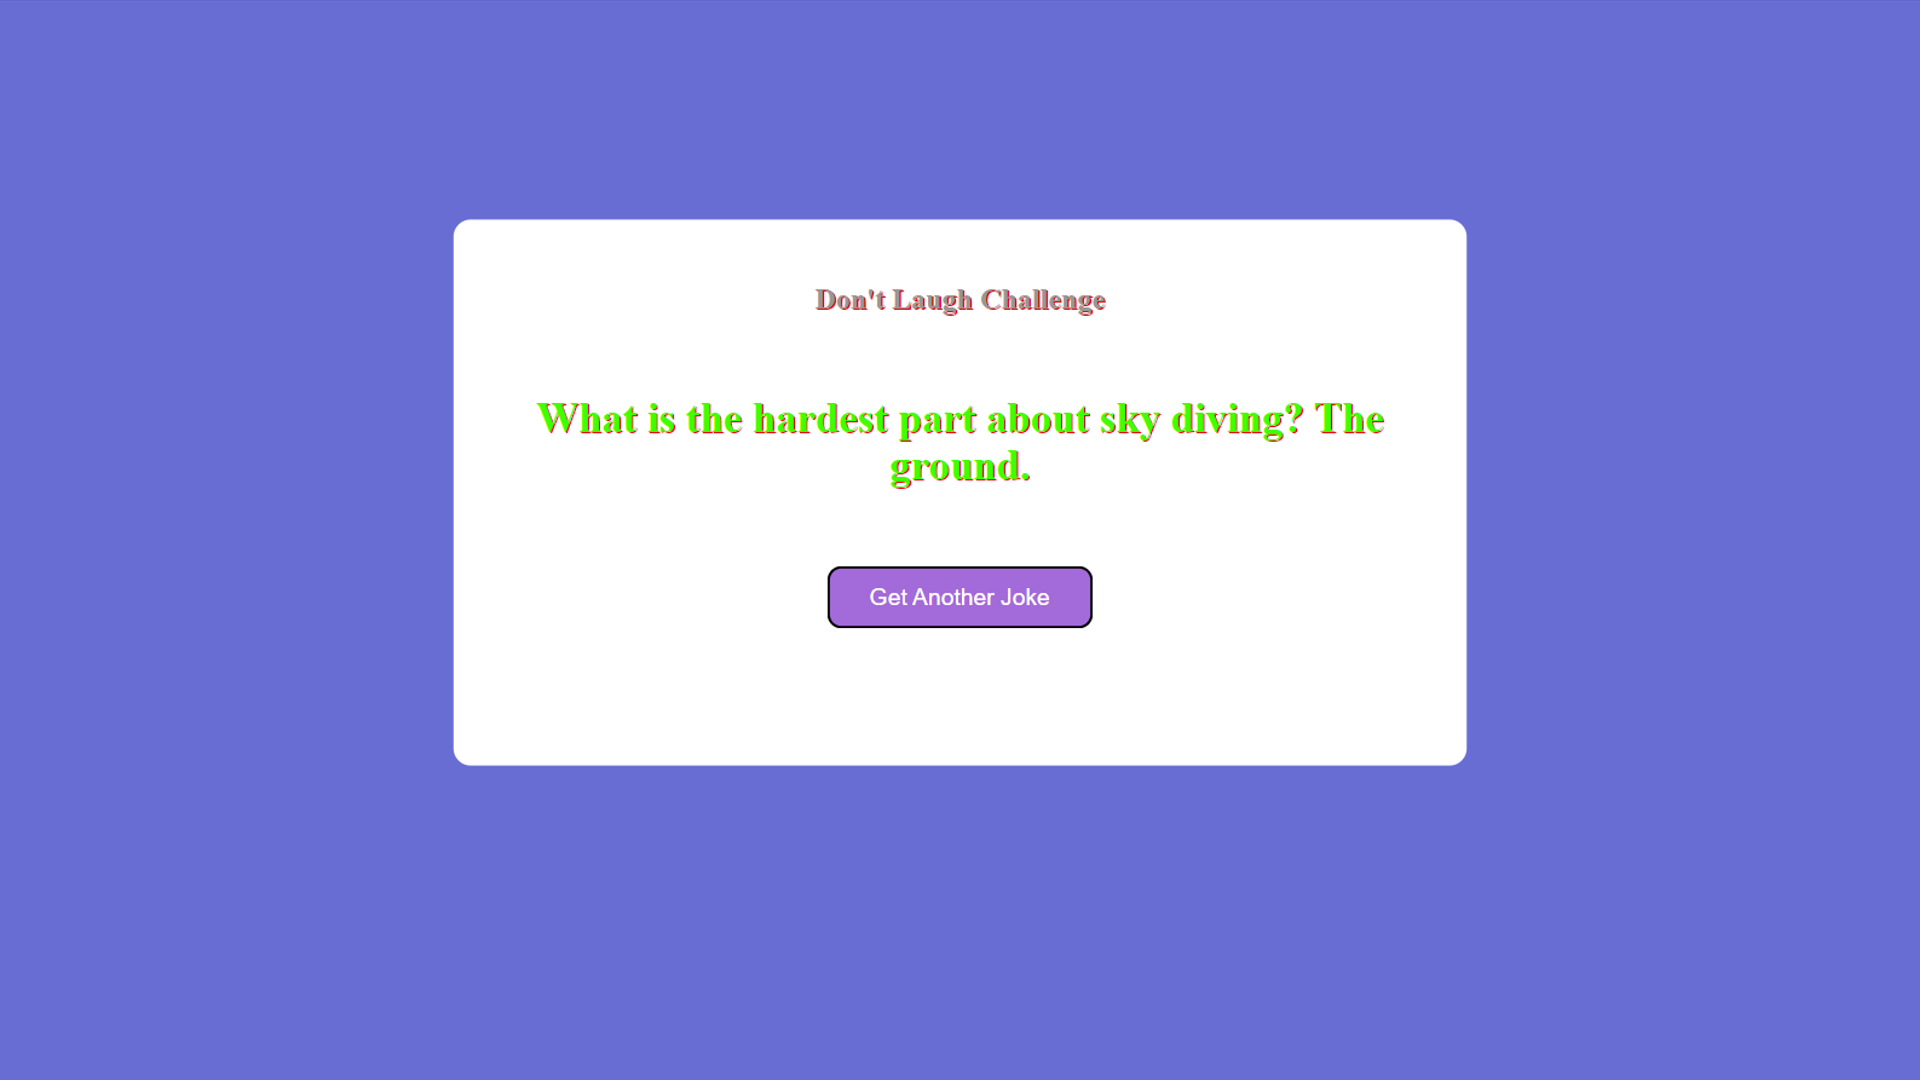 Don't Laugh Challenge
What is the hardest part about sky diving? The
ground.
Get Another Joke